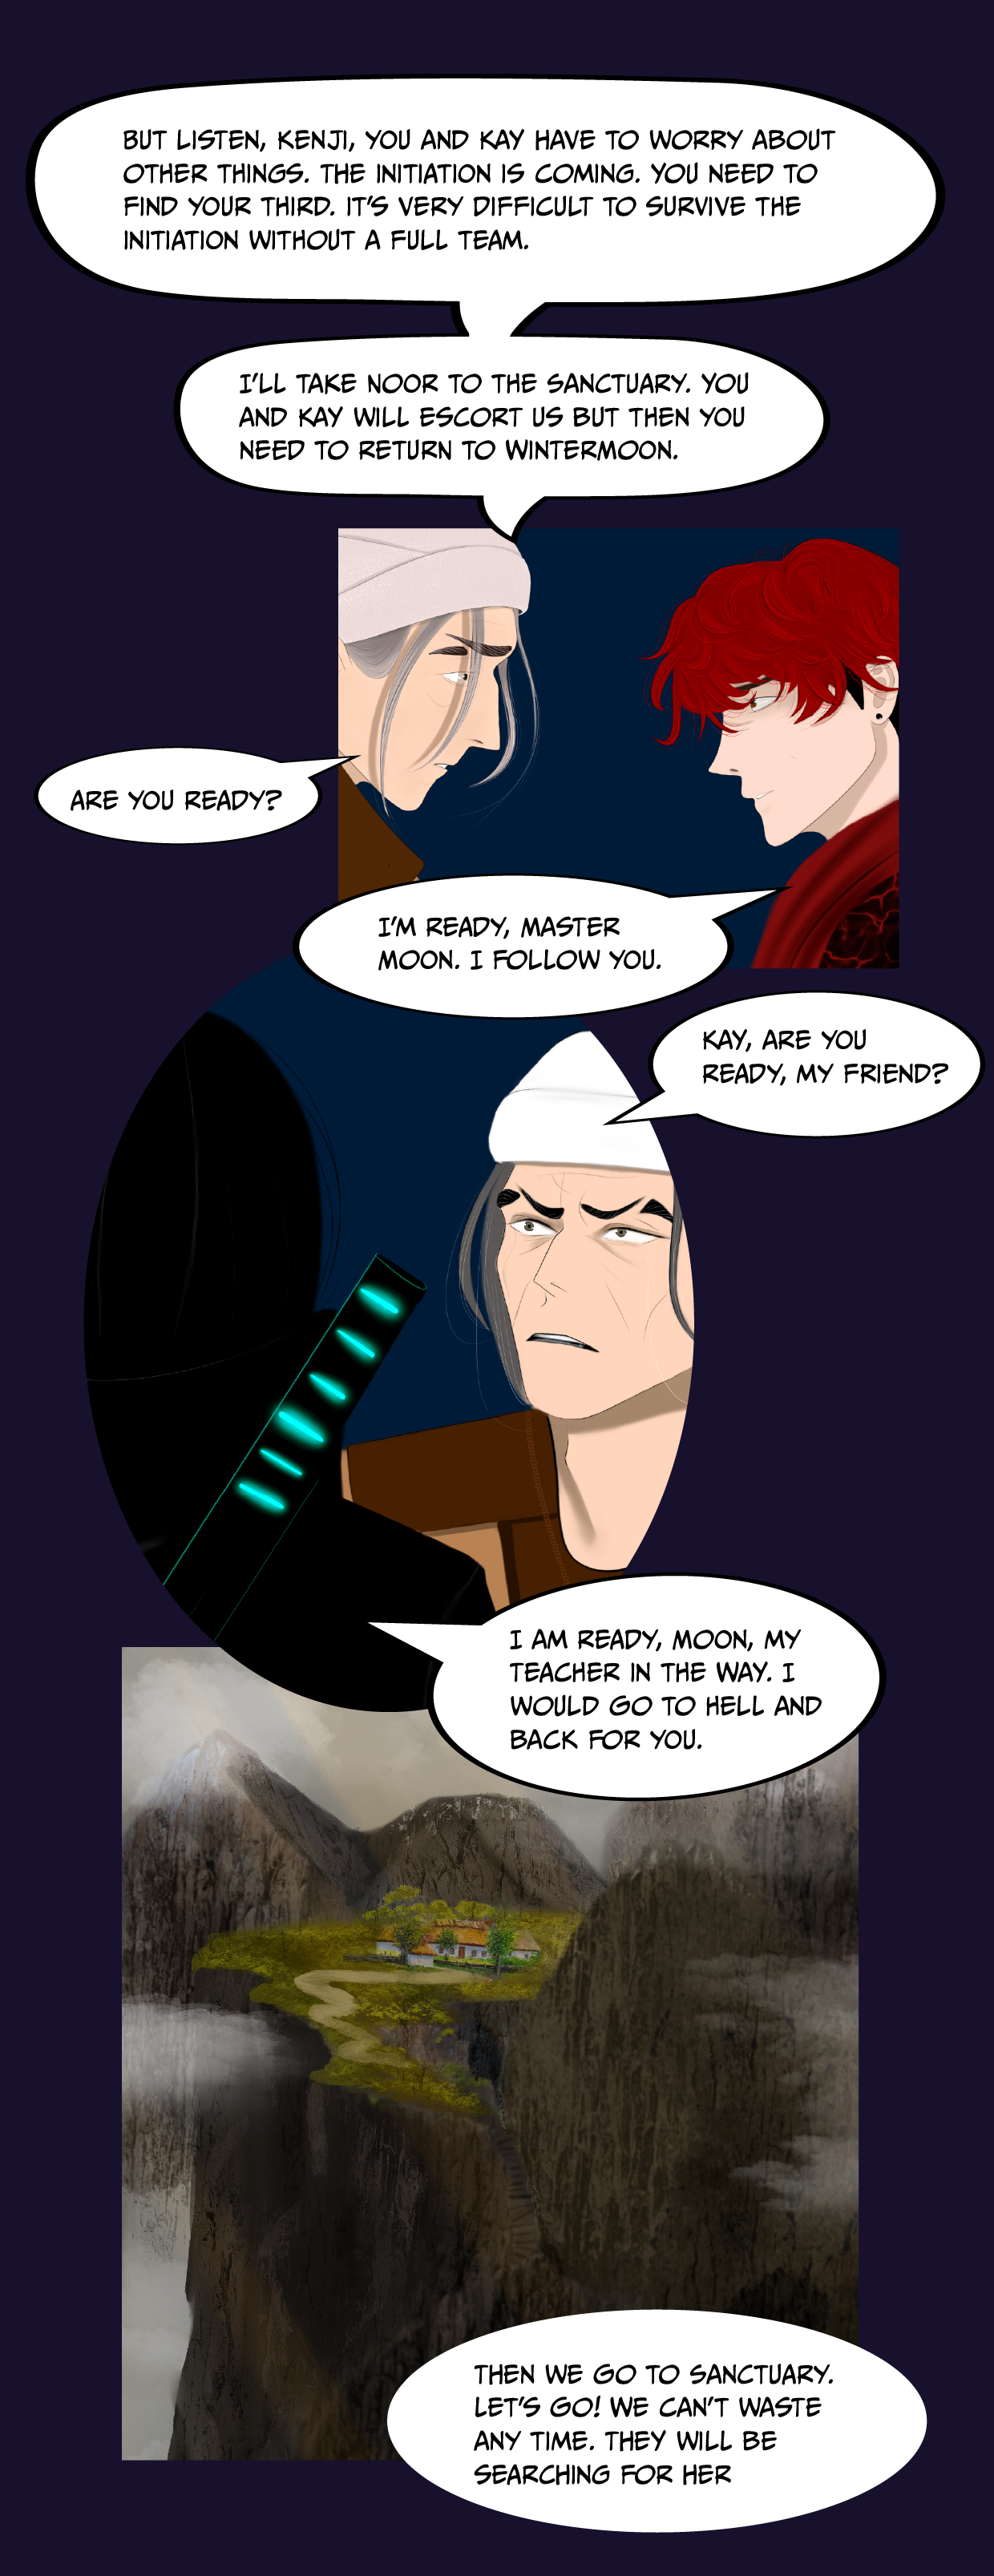 BUT LISTEN, KENJI, YOU AND KAY HAVE TO WORRY ABOUT
OTHER THINGS. THE INITIATION IS COMING. YOU NEED TO
FIND YOUR THIRD. IT'S VERY DIFFICULT TO SURVIVE THE
INITIATION WITHOUT A FULL TEAM.
I'LL TAKE NOOR TO THE SANCTUARY. YOU
AND KAY WILL ESCORT US BUT THEN YOU
NEED TO RETURN TO WINTERMOON.
ARE YOU READY?
I'M READY, MASTER
MOON. I FOLLOW YOU.
KAY, ARE YOU
READY, MY FRIEND?
I AM READY, MOON, MY
TEACHER IN THE WAY. I
WOULD GO TO HELL AND
BACK FOR YOU.
THEN WE GO TO SANCTUARY.
LET'S GO! WE CAN'T WASTE
ANY TIME. THEY WILL BE
SEARCHING FOR HER